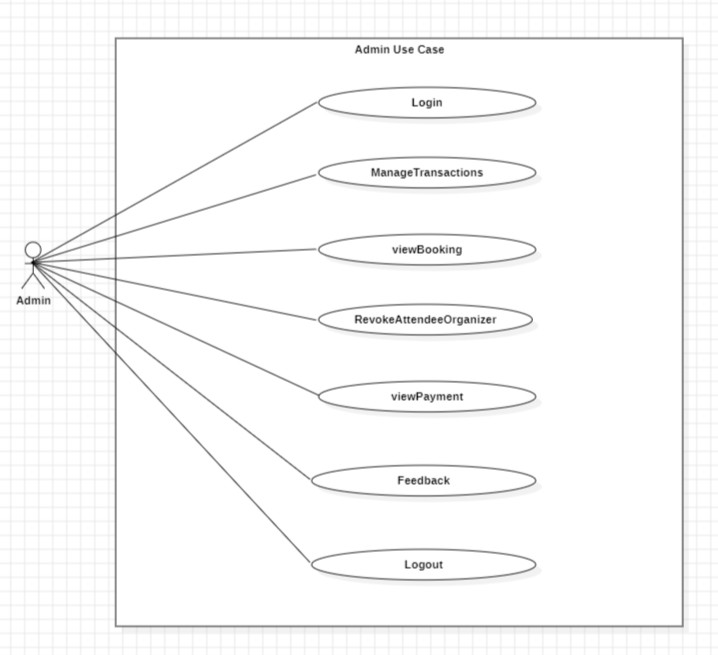 Admin Use Case
Login
ManageTransactions
viewBooking
Admin
RevokeAttendeeOrganizer
viewPayment
Feedback
Logout